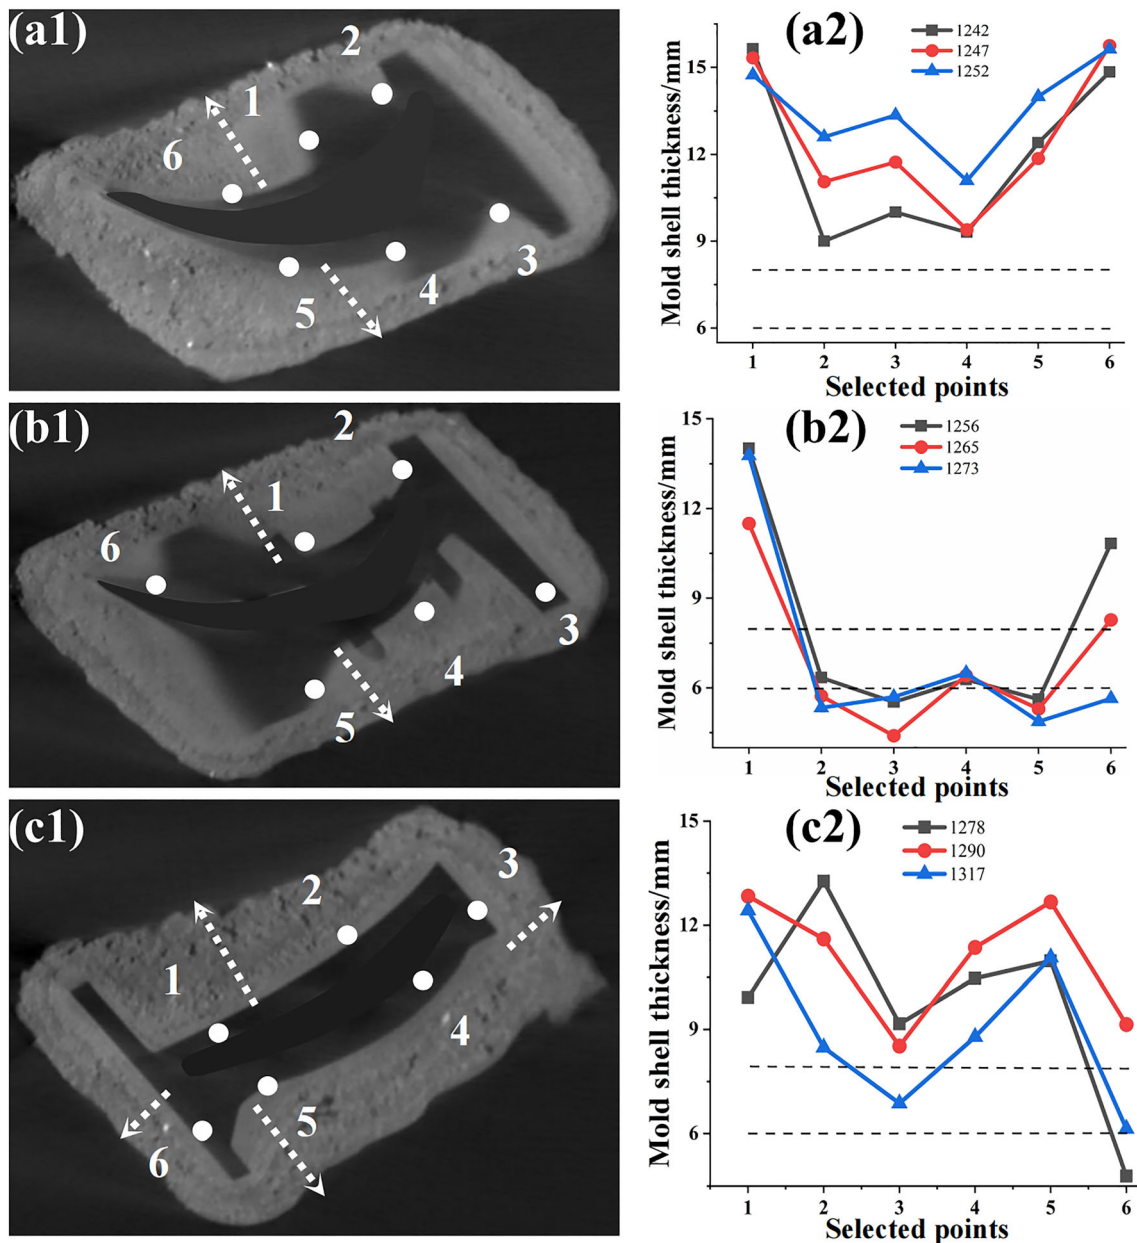 (a1)
2
1
6
3
4
5
(a2)
1242
1247
1252
Mold shell thickness/mm
15
12
9
6
1 2 3 4 5 6
Selected points
(b1)
2
1
6
3
4
5
(b2)
1256
1265
1273
Mold shell thickness/mm
15
12
9
6
1 2 3 4 5 6
Selected points
(c1)
3
2
1
4
5
6
(c2)
1278
1290
1317
Mold shell thickness/mm
15
12
9
6
1 2 3 4 5 6
Selected points